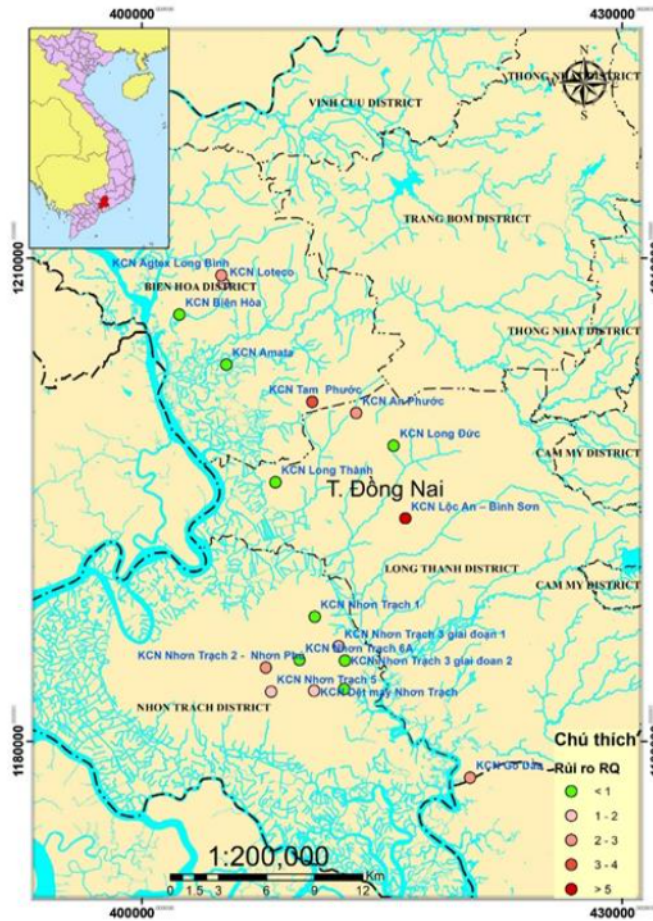 400000
430000
THONG NHAT DISTRICT
N
W
S
VINH CUU DISTRICT
TRANG BOM DISTRICT
1210000
KCN Agtex Long Bình
KCN Loteco
BIEN HOA DISTRICT
KCN Biên Hòa
THONG NHAT DISTRICT
KCN Amata
KCN Tam Phước
KCN An Phước
KCN Long Đức
CAM MY DISTRICT
KCN Long Thành
T. Đồng Nai
KCN Lộc An – Bình Sơn
LONG THANH DISTRICT
CAM MY DISTRICT
KCN Nhơn Trạch 1
KCN Nhơn Trạch 3 giai đoạn 1
KCN Nhơn Trạch 6A
KCN Nhơn Trạch 2 - Nhơn
KCN Nhơn Trạch 3 giai đoạn 2
KCN Nhơn Trạch 5
KCN Dệt may Nhơn Trạch
NHON TRACH DISTRICT
1180000
1180000
KCN Gò Dầu
Chú thích
Rủi ro RQ
< 1
1 - 2
2 - 3
3 - 4
> 5
1:200,000
Km
0 1.5 3 6 9 12
400000
430000